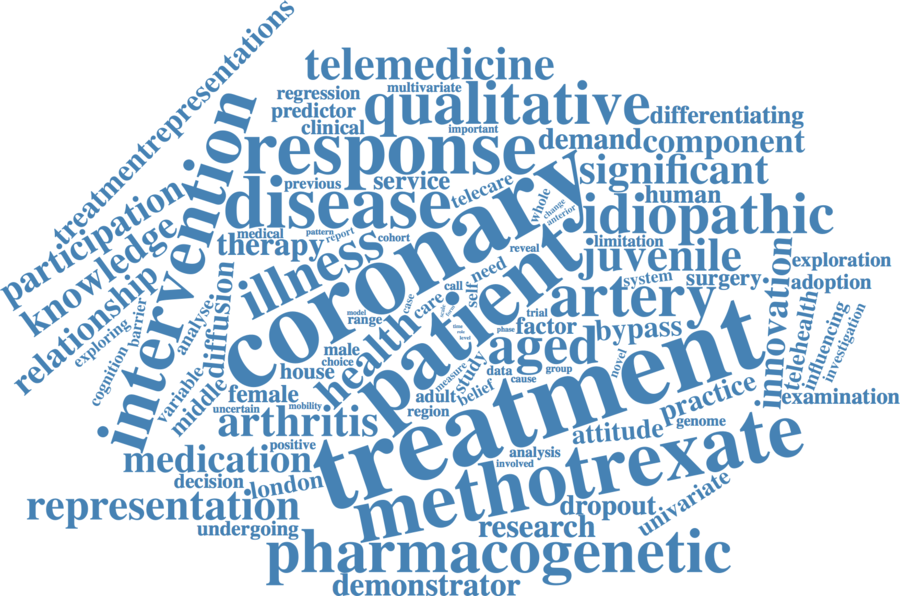 treatmentrepresentations
telemedicine
multivariate
regression
qualitative
predictor
differentiating
clinical
important
response
demand
component
significant
intervention
participation
previous
service
telecare
human
disease
whole
change
anterior
idiopathic
knowledge
medical
pattern
report
cohort
therapy
reveal
limitation
illness
coronary
juvenile
relationship
diffusion
need
call
self
system
surgery
exploration
adoption
patient
artery
innovation
telehealth
influencing
investigation
exploring
barrier
analyse
model
range
case
care
health
trial
factor
bypass
cognition
male
choice
house
time
phase
level
aged
study
data
group
novel
measure
cause
variable
middle
female
adult
belief
region
uncertain
mobility
treatment
practice
examination
arthritis
attitude
genome
positive
medication
analysis
involved
methotrexate
decision
london
univariate
representation
dropout
undergoing
research
pharmacogenetic
demonstrator